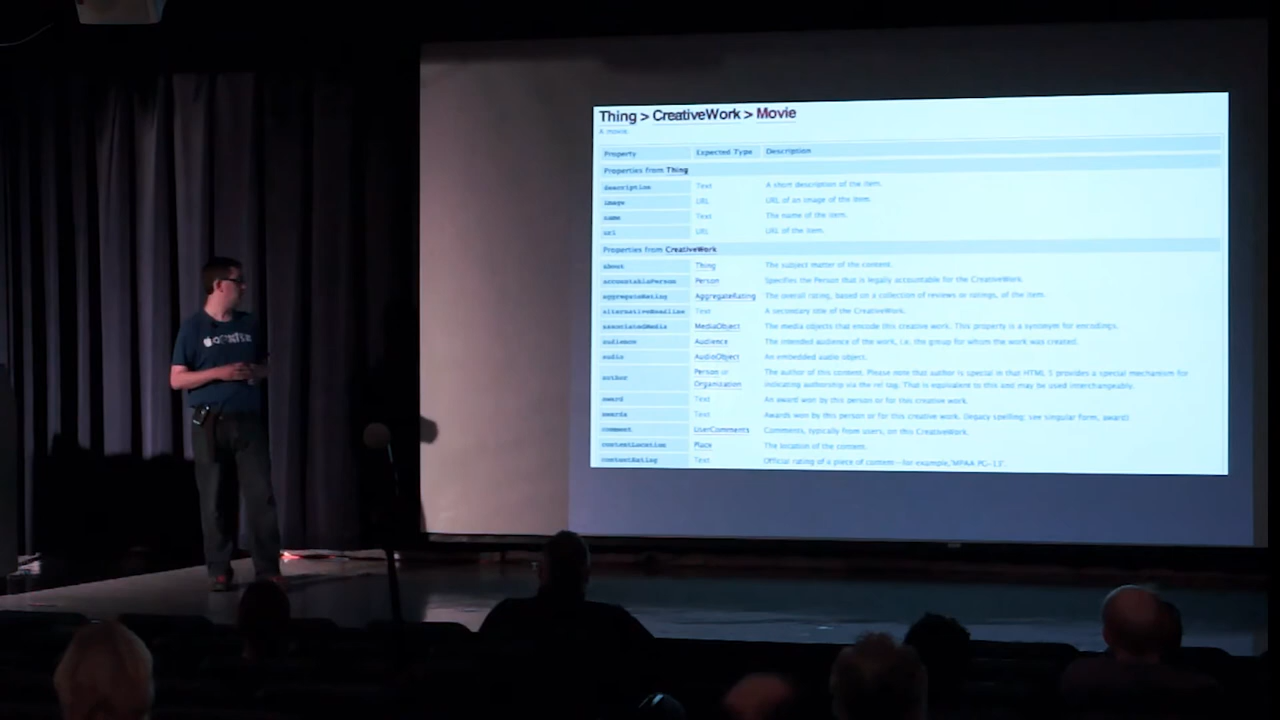 Thing > CreativeWork > Movie
A movie.
Property Expected Type Description
Properties from Thing
description Text A short description of the item.
image URL URL of an image of the item.
name Text The name of the item.
url URL URL of the item.
Properties from CreativeWork
about Thing The subject matter of the content.
accountablePerson Person Specifies the Person that is legally accountable for the CreativeWork.
aggregateRating AggregateRating The overall rating, based on a collection of reviews or ratings, of the item.
alternativeHeadline Text A secondary title of the CreativeWork.
associatedMedia MediaObject The media objects that encode this creative work. This property is a synonym for encodings.
audience Audience The intended audience of the work, i.e. the group for whom the work was created.
audio AudioObject An embedded audio object.
author Person or Organization The author of this content. Please note that author is special in that HTML 5 provides a special mechanism for
indicating authorship via the rel tag. That is equivalent to this and may be used interchangeably.
award Text An award won by this person or for this creative work.
awards Text Awards won by this person or for this creative work. (legacy spelling; see singular form, award)
comment UserComments Comments, typically from users, on this CreativeWork.
contentLocation Place The location of the content.
contentRating Text Official rating of a piece of content—for example,'MPAA PG-13'.